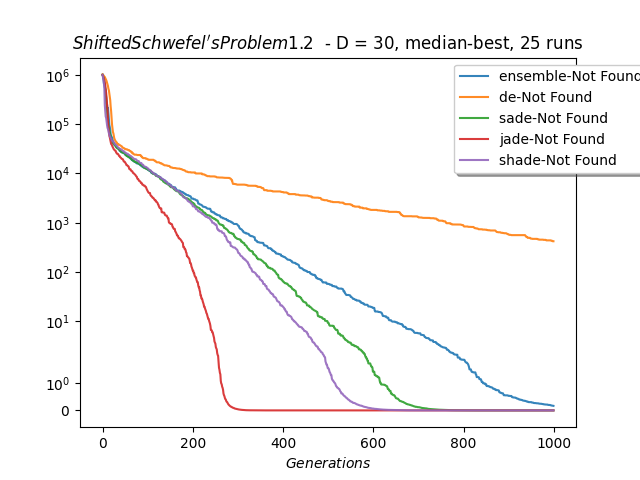 ShiftedSchwefel'sProblem1.2 - D = 30, median-best, 25 runs
ensemble-Not Found
de-Not Found
sade-Not Found
jade-Not Found
shade-Not Found
10^6
10^5
10^4
10^3
10^2
10^1
10^0
0
0 200 400 600 800 1000
Generations